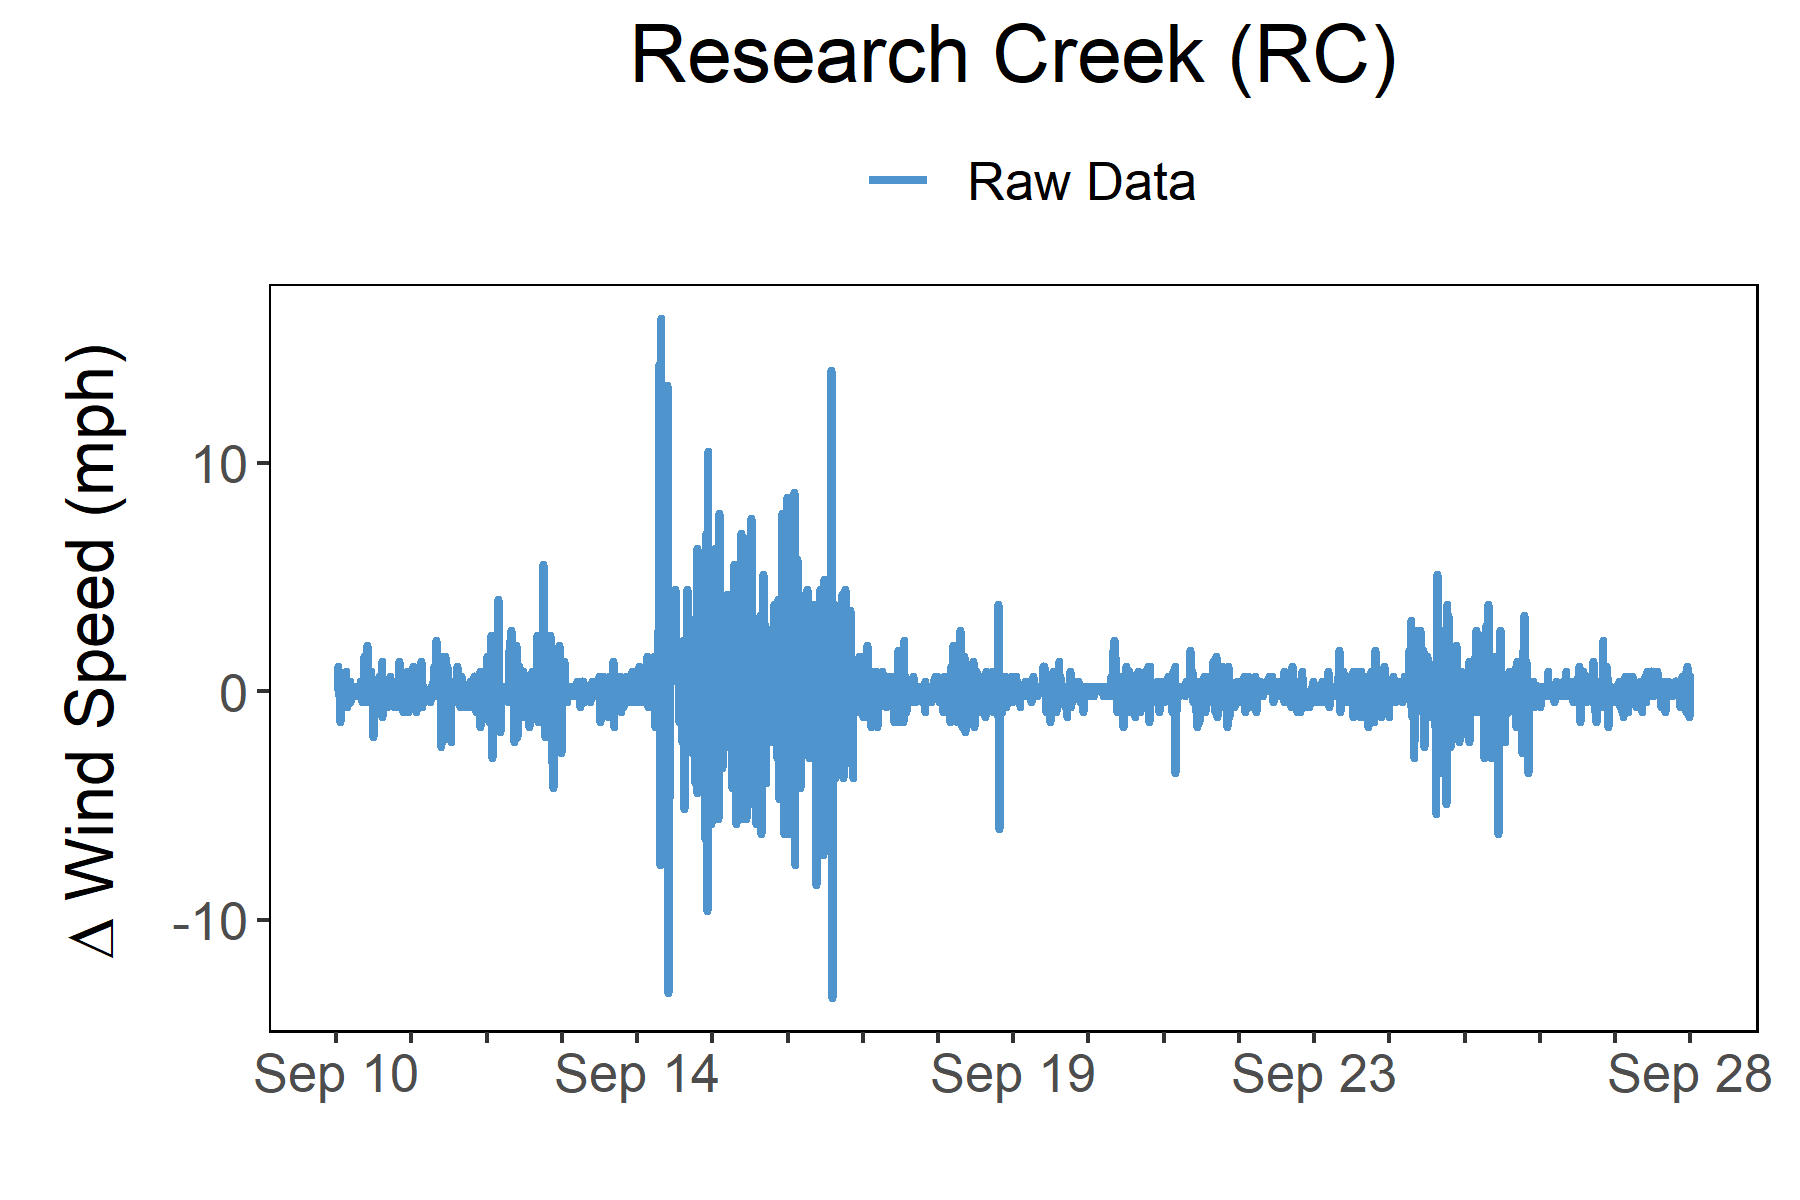 Research Creek (RC)
Raw Data
Δ Wind Speed (mph)
10
0
-10
Sep 10 Sep 14 Sep 19 Sep 23 Sep 28